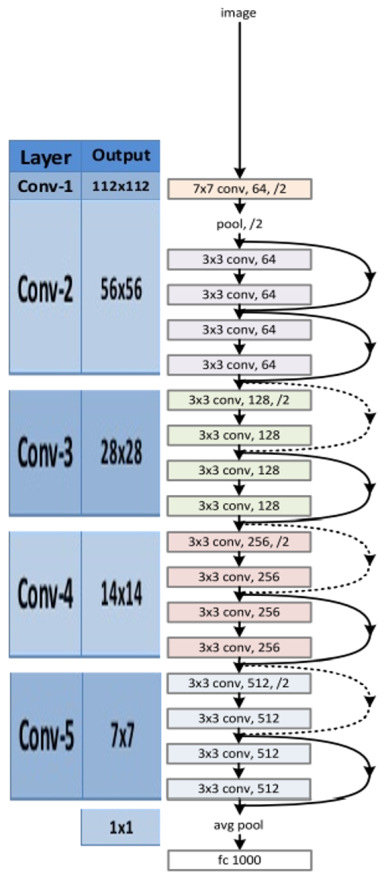 image
Layer Output
Conv-1 112x112
7x7 conv, 64, /2
pool, /2
Conv-2 56x56
3x3 conv, 64
3x3 conv, 64
3x3 conv, 64
3x3 conv, 64
Conv-3 28x28
3x3 conv, 128, /2
3x3 conv, 128
3x3 conv, 128
3x3 conv, 128
Conv-4 14x14
3x3 conv, 256, /2
3x3 conv, 256
3x3 conv, 256
3x3 conv, 256
Conv-5 7x7
3x3 conv, 512, /2
3x3 conv, 512
3x3 conv, 512
3x3 conv, 512
1x1
avg pool
fc 1000